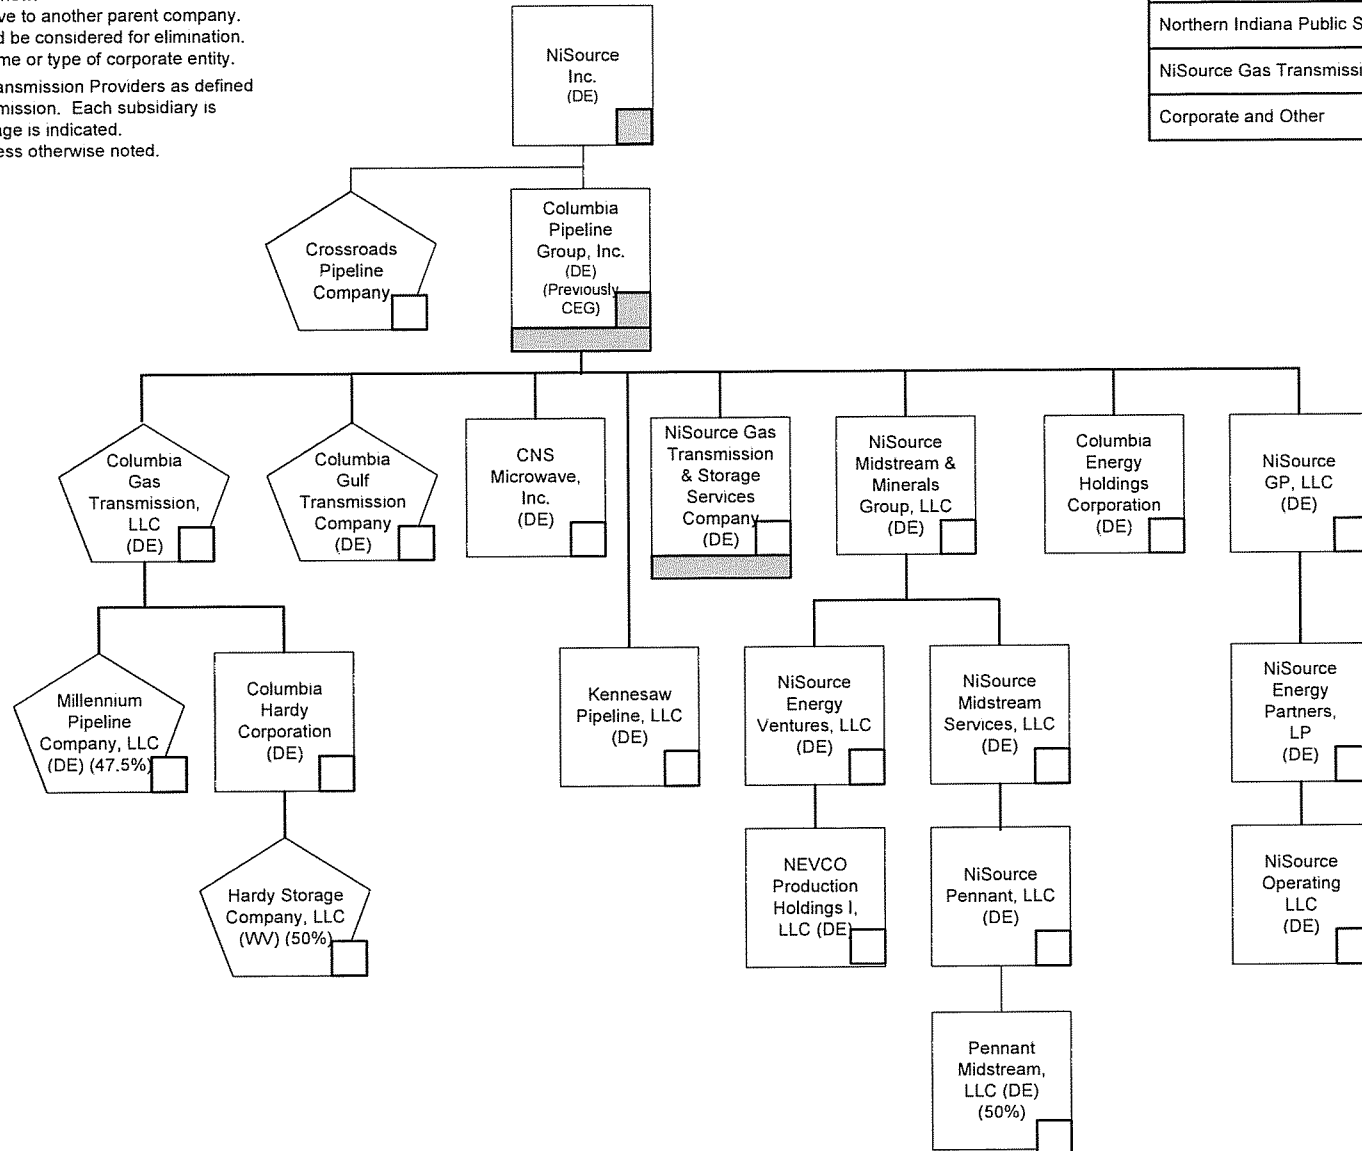 ve to another parent company.
d be considered for elimination.
me or type of corporate entity.
ansmission Providers as defined
mission. Each subsidiary is
age is indicated.
ess otherwise noted.
Northern Indiana Public S
NiSource Gas Transmissi
Corporate and Other
NiSource
Inc.
(DE)
Crossroads
Pipeline
Company
Columbia
Pipeline
Group, Inc.
(DE)
(Previously
CEG)
Columbia
Gas
Transmission,
LLC
(DE)
Columbia
Gulf
Transmission
Company
(DE)
CNS
Microwave,
Inc.
(DE)
NiSource Gas
Transmission
& Storage
Services
Company
(DE)
NiSource
Midstream &
Minerals
Group, LLC
(DE)
Columbia
Energy
Holdings
Corporation
(DE)
NiSource
GP, LLC
(DE)
Millennium
Pipeline
Company, LLC
(DE) (47.5%)
Columbia
Hardy
Corporation
(DE)
Kennesaw
Pipeline, LLC
(DE)
NiSource
Energy
Ventures, LLC
(DE)
NiSource
Midstream
Services, LLC
(DE)
NiSource
Energy
Partners,
LP
(DE)
Hardy Storage
Company, LLC
(WV) (50%)
NEVCO
Production
Holdings I,
LLC (DE)
NiSource
Pennant, LLC
(DE)
NiSource
Operating
LLC
(DE)
Pennant
Midstream,
LLC (DE)
(50%)